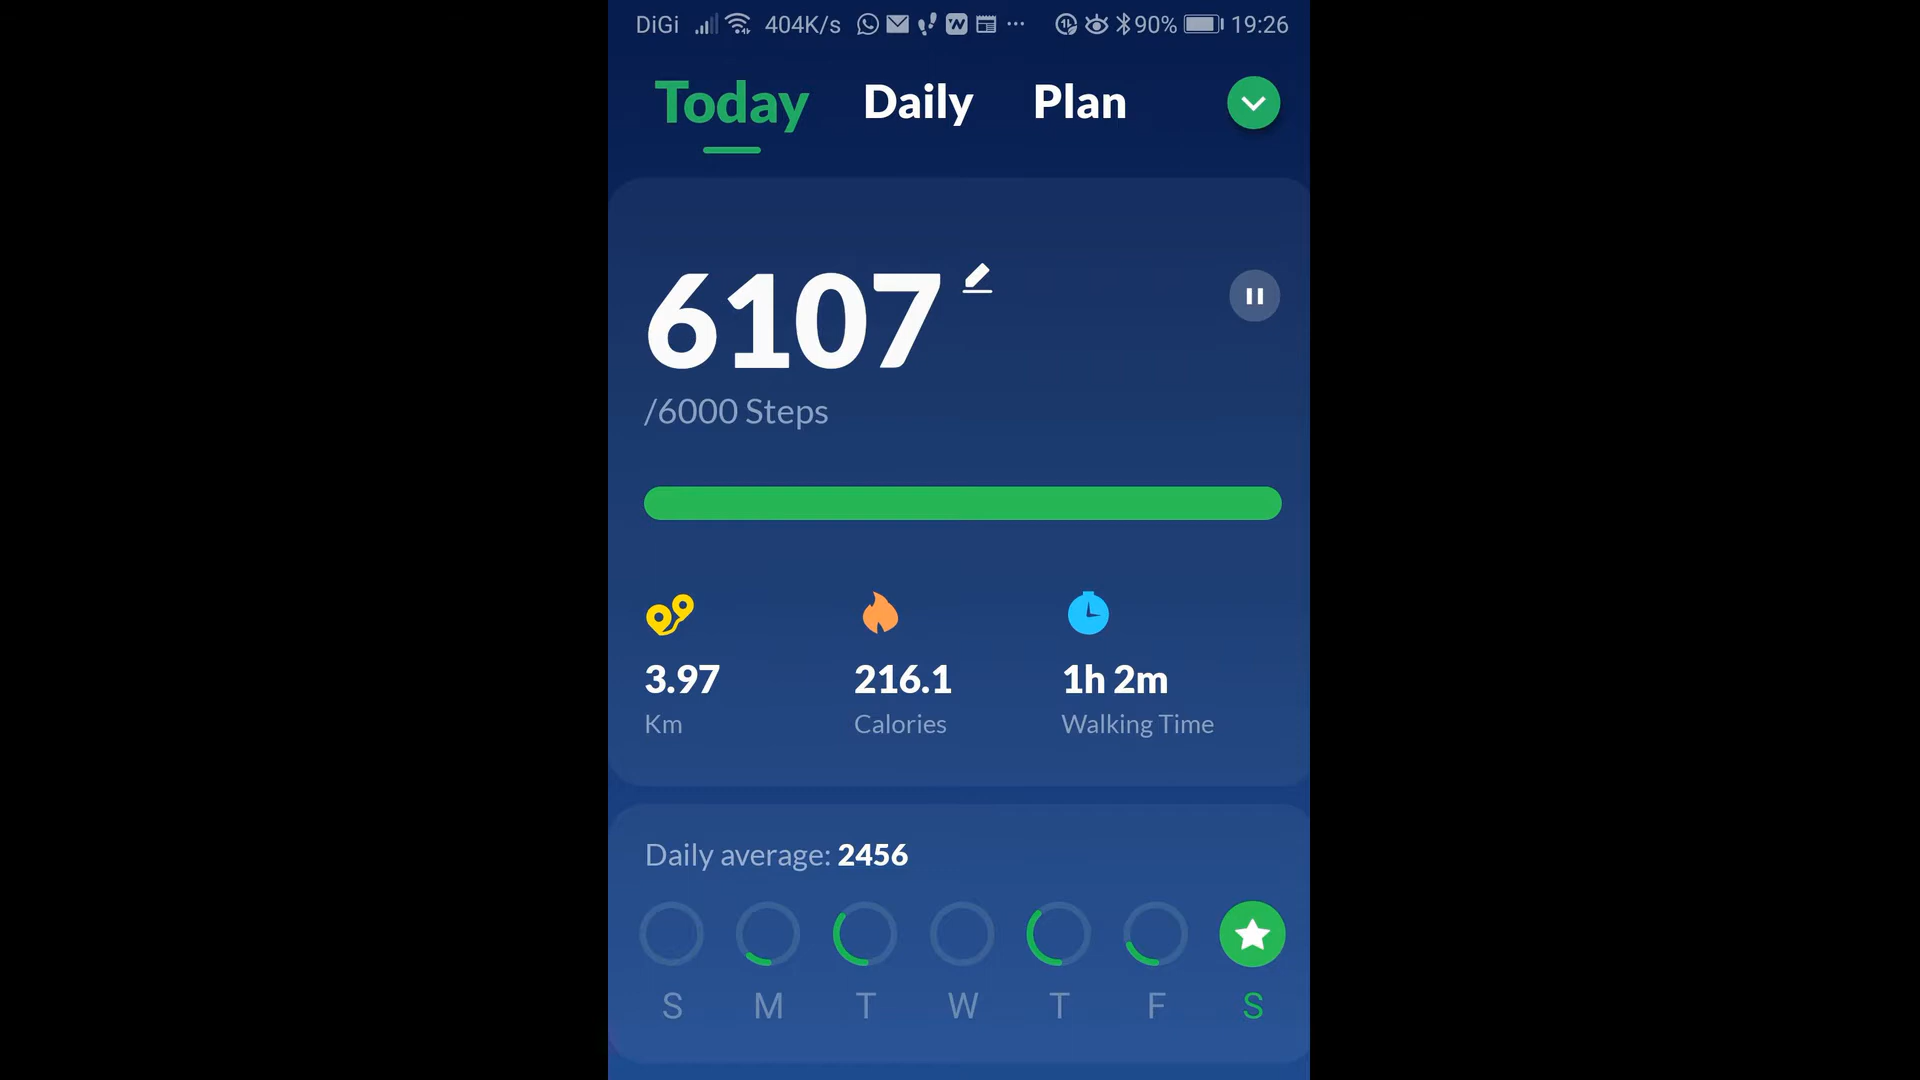 DiGi 404K/s ... 90% 19:26
Today Daily Plan
6107
/6000 Steps
3.97 216.1 1h 2m
Km Calories Walking Time
Daily average: 2456
S M T W T F S